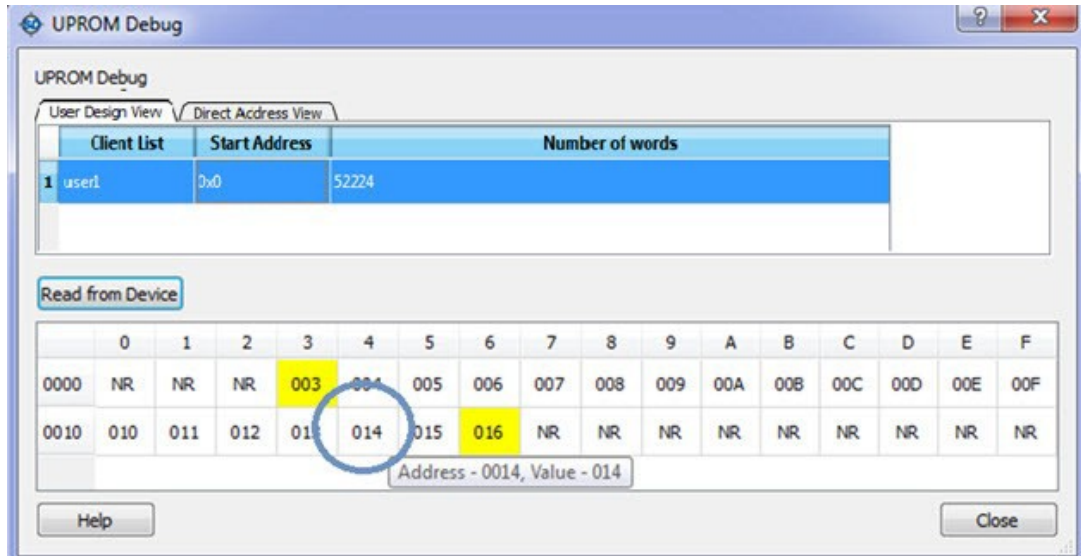 UPROM Debug
UPROM Debug
User Design View Direct Address View
Client List Start Address Number of words
1 user1 0x0 52224
Read from Device
0 1 2 3 4 5 6 7 8 9 A B C D E F
0000 NR NR NR 003 004 005 006 007 008 009 00A 00B 00C 00D 00E 00F
0010 010 011 012 013 014 015 016 NR NR NR NR NR NR NR NR NR
Address - 0014, Value - 014
Help Close